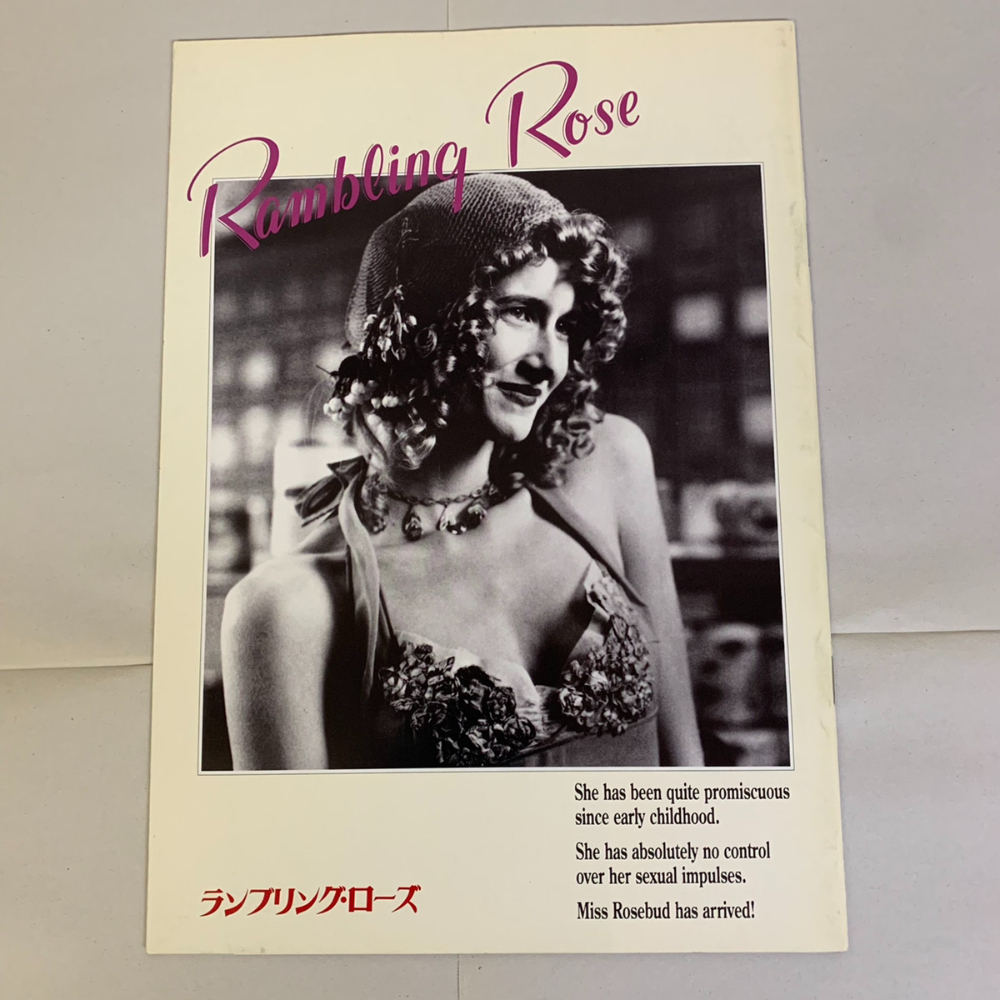 Rambling Rose
She has been quite promiscuous
since early childhood.
She has absolutely no control
over her sexual impulses.
Miss Rosebud has arrived!
ランブリング・ローズ